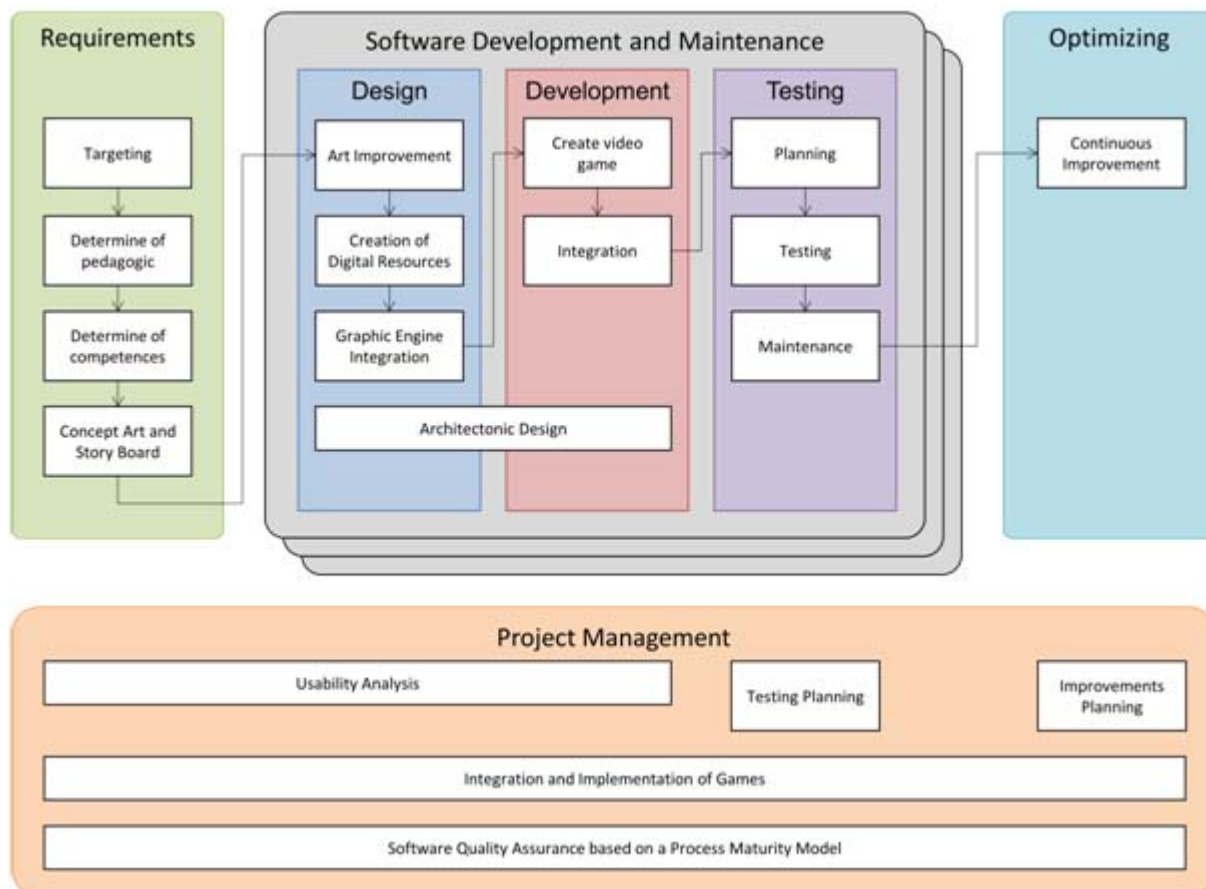 Requirements
Targeting
Determine of
pedagogic
Determine of
competences
Concept Art and
Story Board
Software Development and Maintenance
Design
Art Improvement
Creation of
Digital Resources
Graphic Engine
Integration
Architectonic Design
Development
Create video
game
Integration
Testing
Planning
Testing
Maintenance
Optimizing
Continuous
Improvement
Project Management
Usability Analysis
Testing Planning
Improvements
Planning
Integration and Implementation of Games
Software Quality Assurance based on a Process Maturity Model